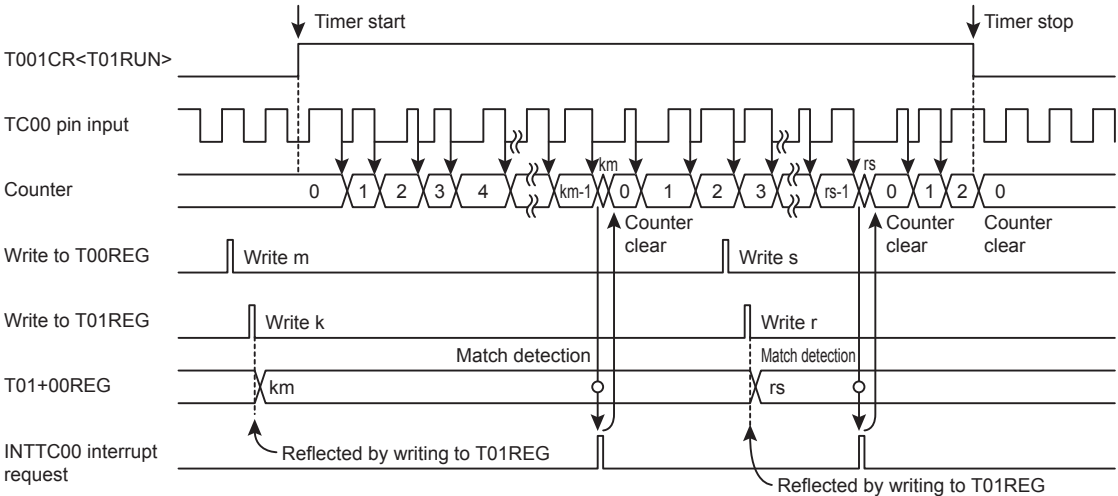 Timer start
Timer stop
T001CR<T01RUN>
TC00 pin input
km
rs
Counter
0 1 2 3 4 km-1 0 1 2 3 rs-1 0 1 2 0
Counter
clear
Counter
clear
Counter
clear
Write to T00REG
Write m
Write s
Write to T01REG
Write k
Write r
Match detection
Match detection
T01+00REG
km
rs
INTTC00 interrupt
request
Reflected by writing to T01REG
Reflected by writing to T01REG